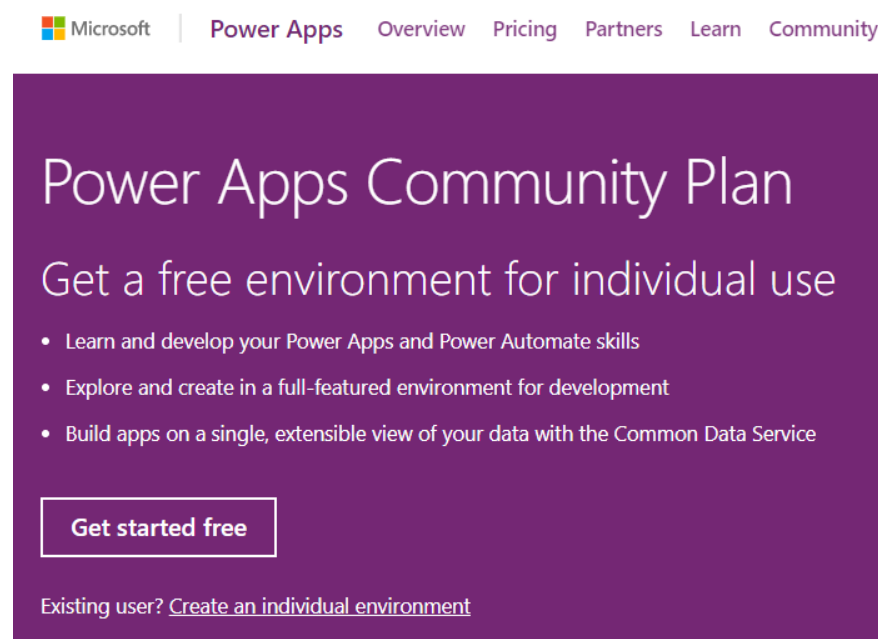 Microsoft Power Apps Overview Pricing Partners Learn Community
Power Apps Community Plan
Get a free environment for individual use
• Learn and develop your Power Apps and Power Automate skills
• Explore and create in a full-featured environment for development
• Build apps on a single, extensible view of your data with the Common Data Service
Get started free
Existing user? Create an individual environment